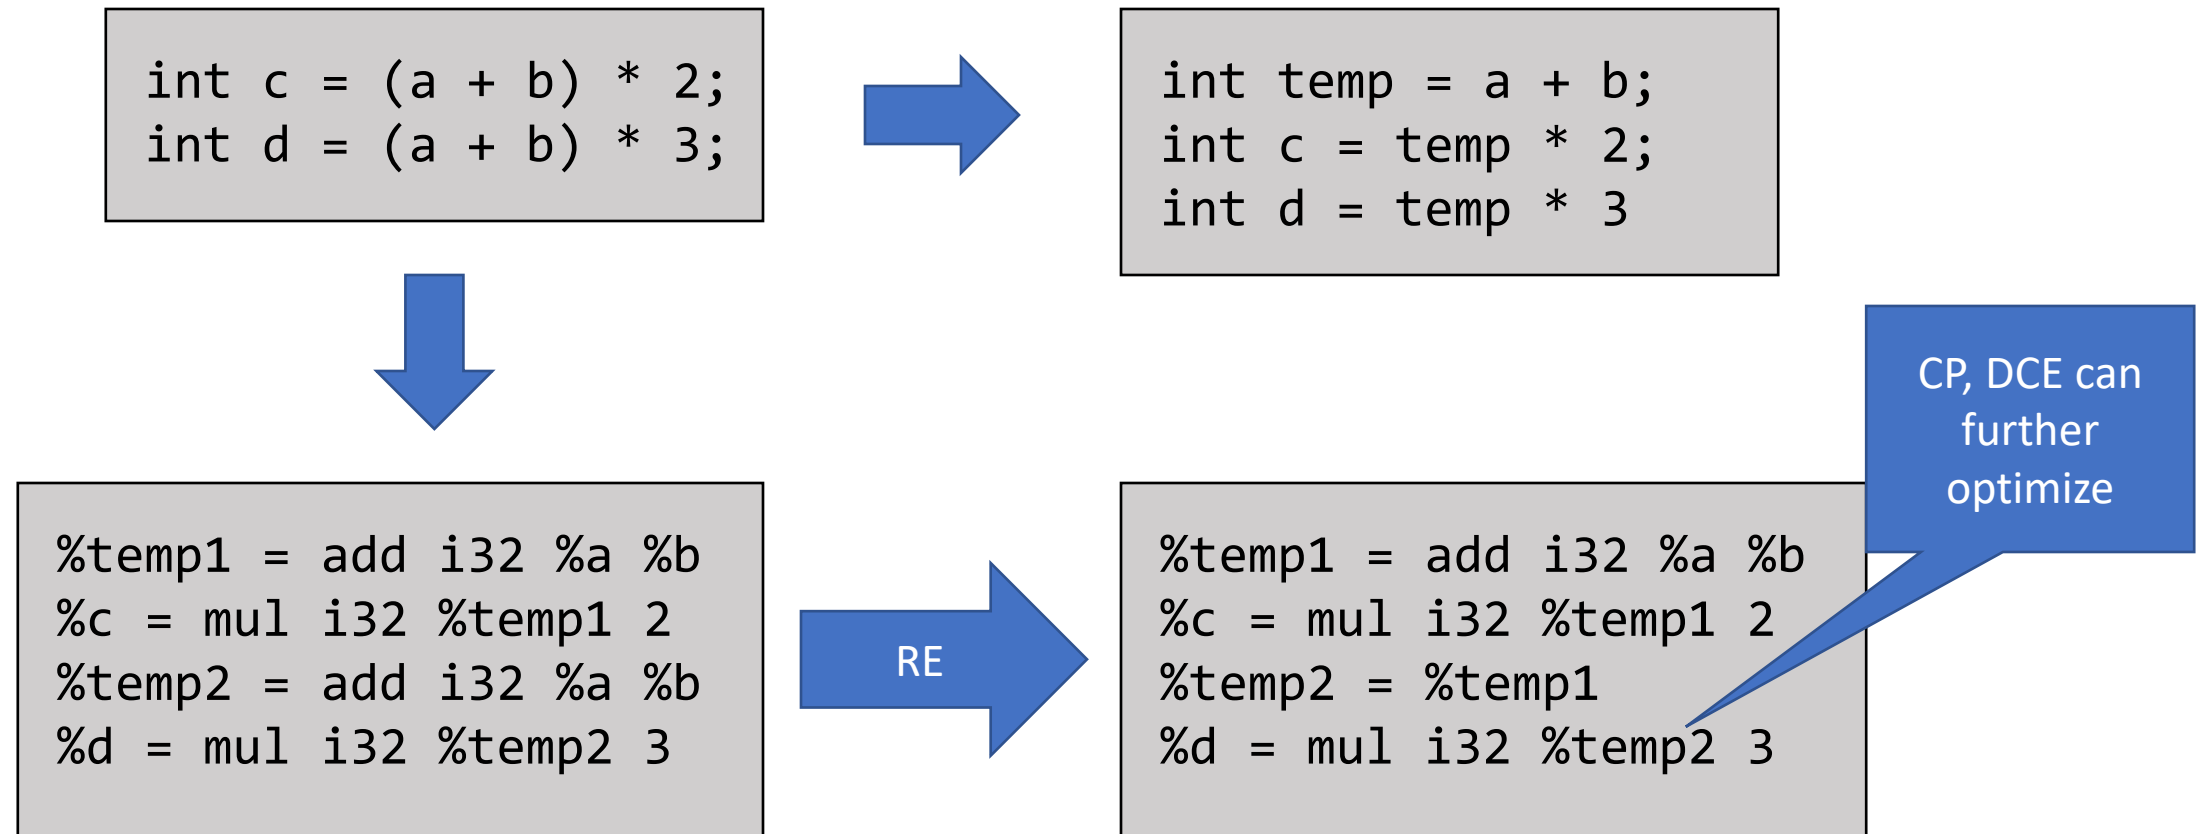 int c = (a + b) * 2;
int d = (a + b) * 3;
int temp = a + b;
int c = temp * 2;
int d = temp * 3
CP, DCE can
further
optimize
%temp1 = add i32 %a %b
%c = mul i32 %temp1 2
%temp2 = add i32 %a %b
%d = mul i32 %temp2 3
RE
%temp1 = add i32 %a %b
%c = mul i32 %temp1 2
%temp2 = %temp1
%d = mul i32 %temp2 3